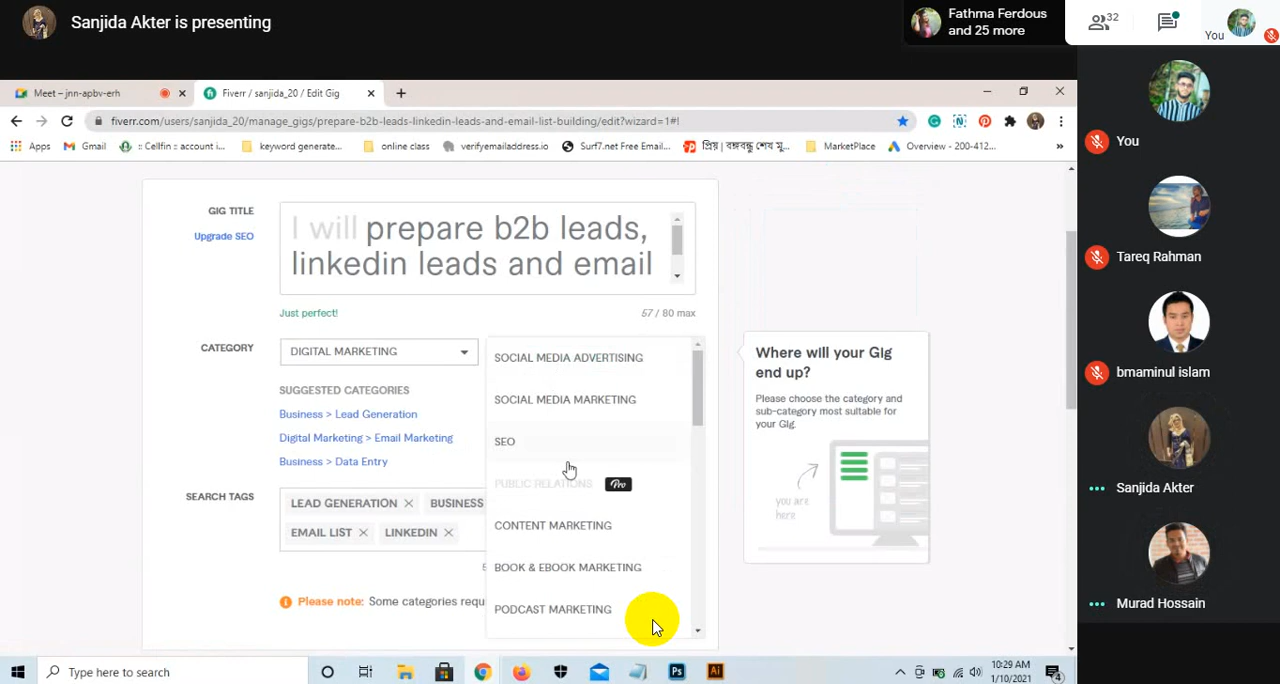 Sanjida Akter is presenting
Fathma Ferdous
and 25 more
32
You
Meet – jnn-apbv-erh
Fiverr / sanjida_20 / Edit Gig
fiverr.com/users/sanjida_20/manage_gigs/prepare-b2b-leads-linkedin-leads-and-email-list-building/edit?wizard=1#!
Apps
Gmail
:: Cellfin :: account i...
keyword generate...
online class
verifyemailaddress.io
Surf7.net Free Email...
প্রিয় | বঙ্গবন্ধু শেখ মু...
MarketPlace
Overview - 200-412...
»
GIG TITLE
Upgrade SEO
I will prepare b2b leads,
linkedin leads and email
Just perfect!
57 / 80 max
CATEGORY
DIGITAL MARKETING
SUGGESTED CATEGORIES
Business > Lead Generation
Digital Marketing > Email Marketing
Business > Data Entry
SOCIAL MEDIA ADVERTISING
SOCIAL MEDIA MARKETING
SEO
PUBLIC RELATIONS Pro
CONTENT MARKETING
BOOK & EBOOK MARKETING
PODCAST MARKETING
SEARCH TAGS
LEAD GENERATION
BUSINESS
EMAIL LIST
LINKEDIN
Please note: Some categories requ
Where will your Gig
end up?
Please choose the category and
sub-category most suitable for
your Gig.
you are
here
You
Tareq Rahman
bmaminul islam
Sanjida Akter
Murad Hossain
Type here to search
Ps
Ai
10:29 AM
1/10/2021
4